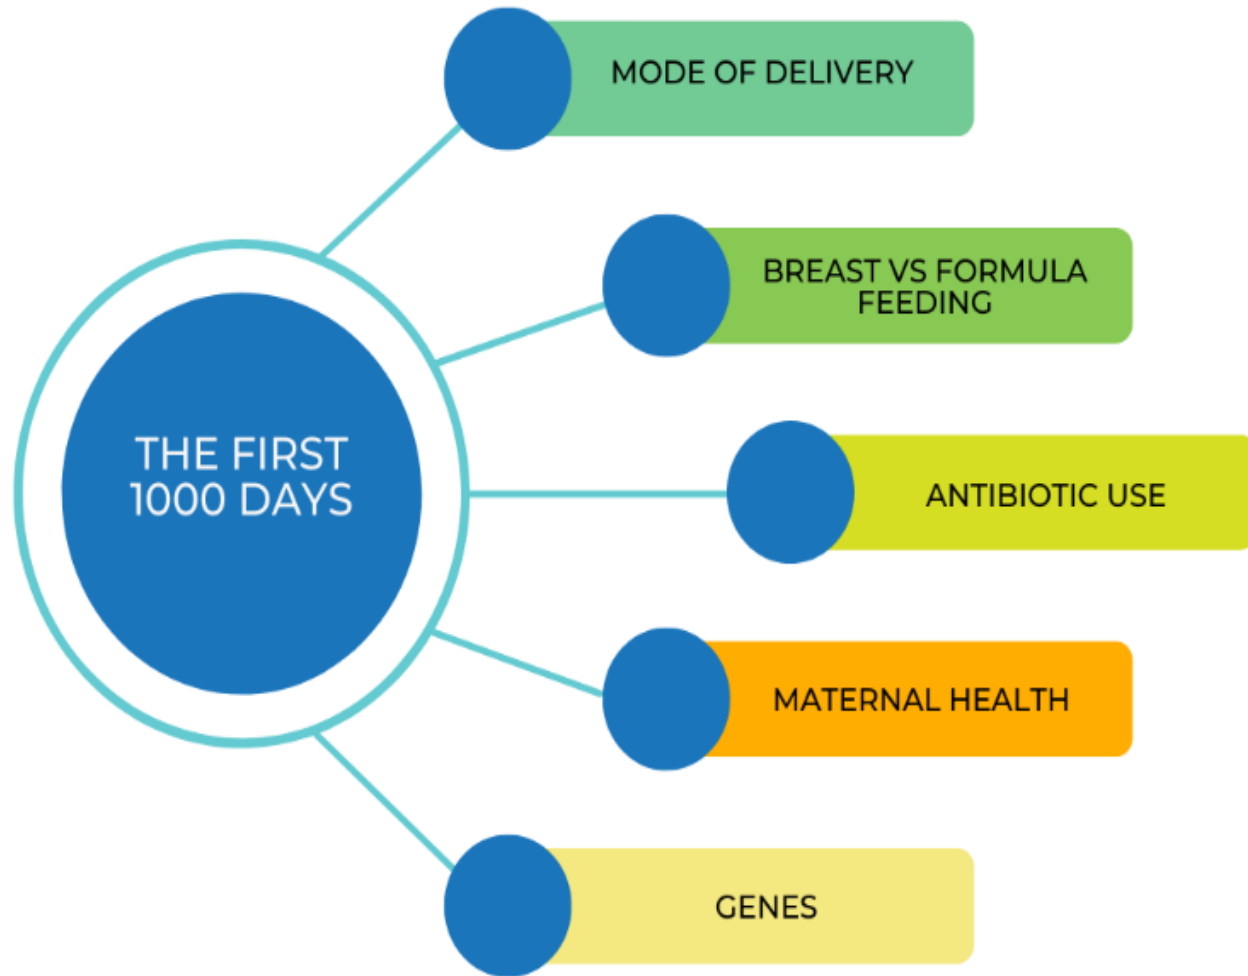 MODE OF DELIVERY
BREAST VS FORMULA
FEEDING
THE FIRST
1000 DAYS
ANTIBIOTIC USE
MATERNAL HEALTH
GENES